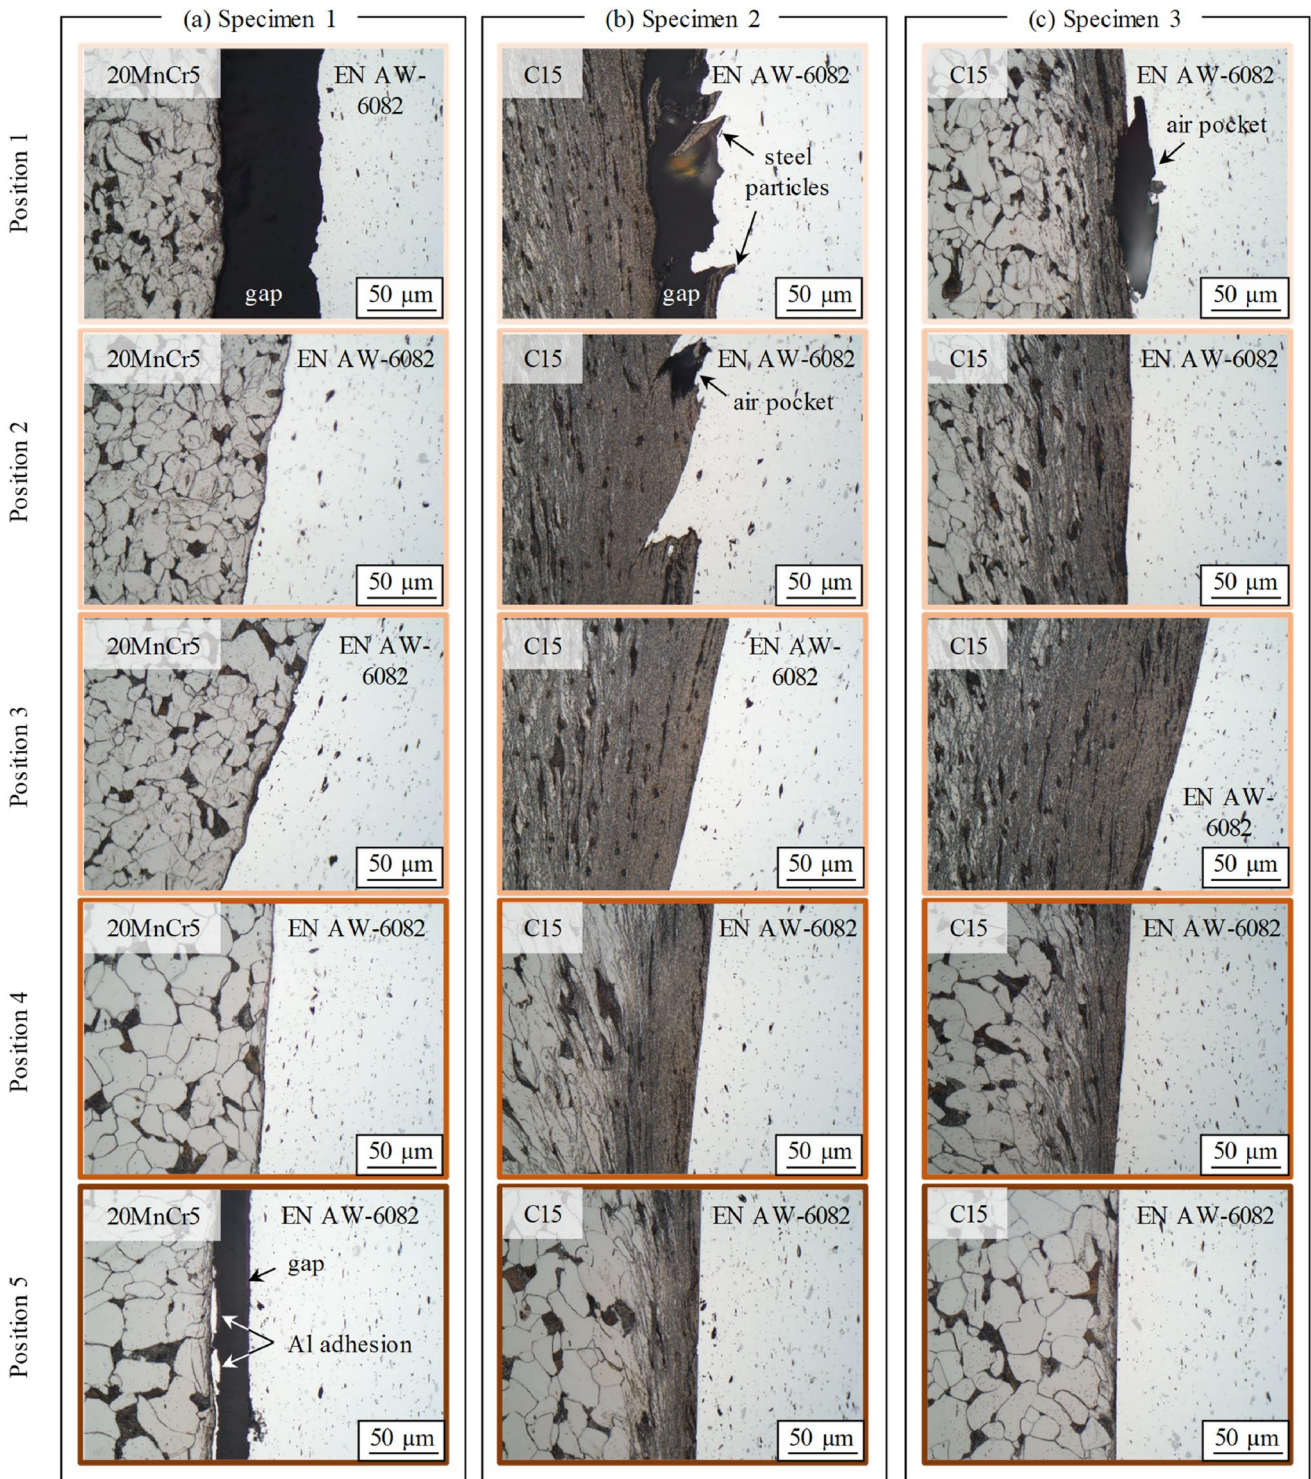 (a) Specimen 1
(b) Specimen 2
(c) Specimen 3
Position 1
20MnCr5
EN AW-
6082
gap
50 µm
C15
EN AW-6082
steel
particles
gap
50 µm
C15
EN AW-6082
air pocket
50 µm
Position 2
20MnCr5
EN AW-6082
50 µm
C15
EN AW-6082
air pocket
50 µm
C15
EN AW-6082
50 µm
Position 3
20MnCr5
EN AW-
6082
50 µm
C15
EN AW-
6082
50 µm
C15
EN AW-
6082
50 µm
Position 4
20MnCr5
EN AW-6082
50 µm
C15
EN AW-6082
50 µm
C15
EN AW-6082
50 µm
Position 5
20MnCr5
EN AW-6082
gap
Al adhesion
50 µm
C15
EN AW-6082
50 µm
C15
EN AW-6082
50 µm